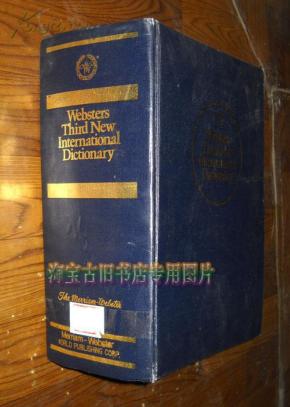 Websters
Third New
International
Dictionary
淘宝古旧书店专用图片
The Merriam-Webster
Merriam-Webster
WORLD PUBLISHING CORP.